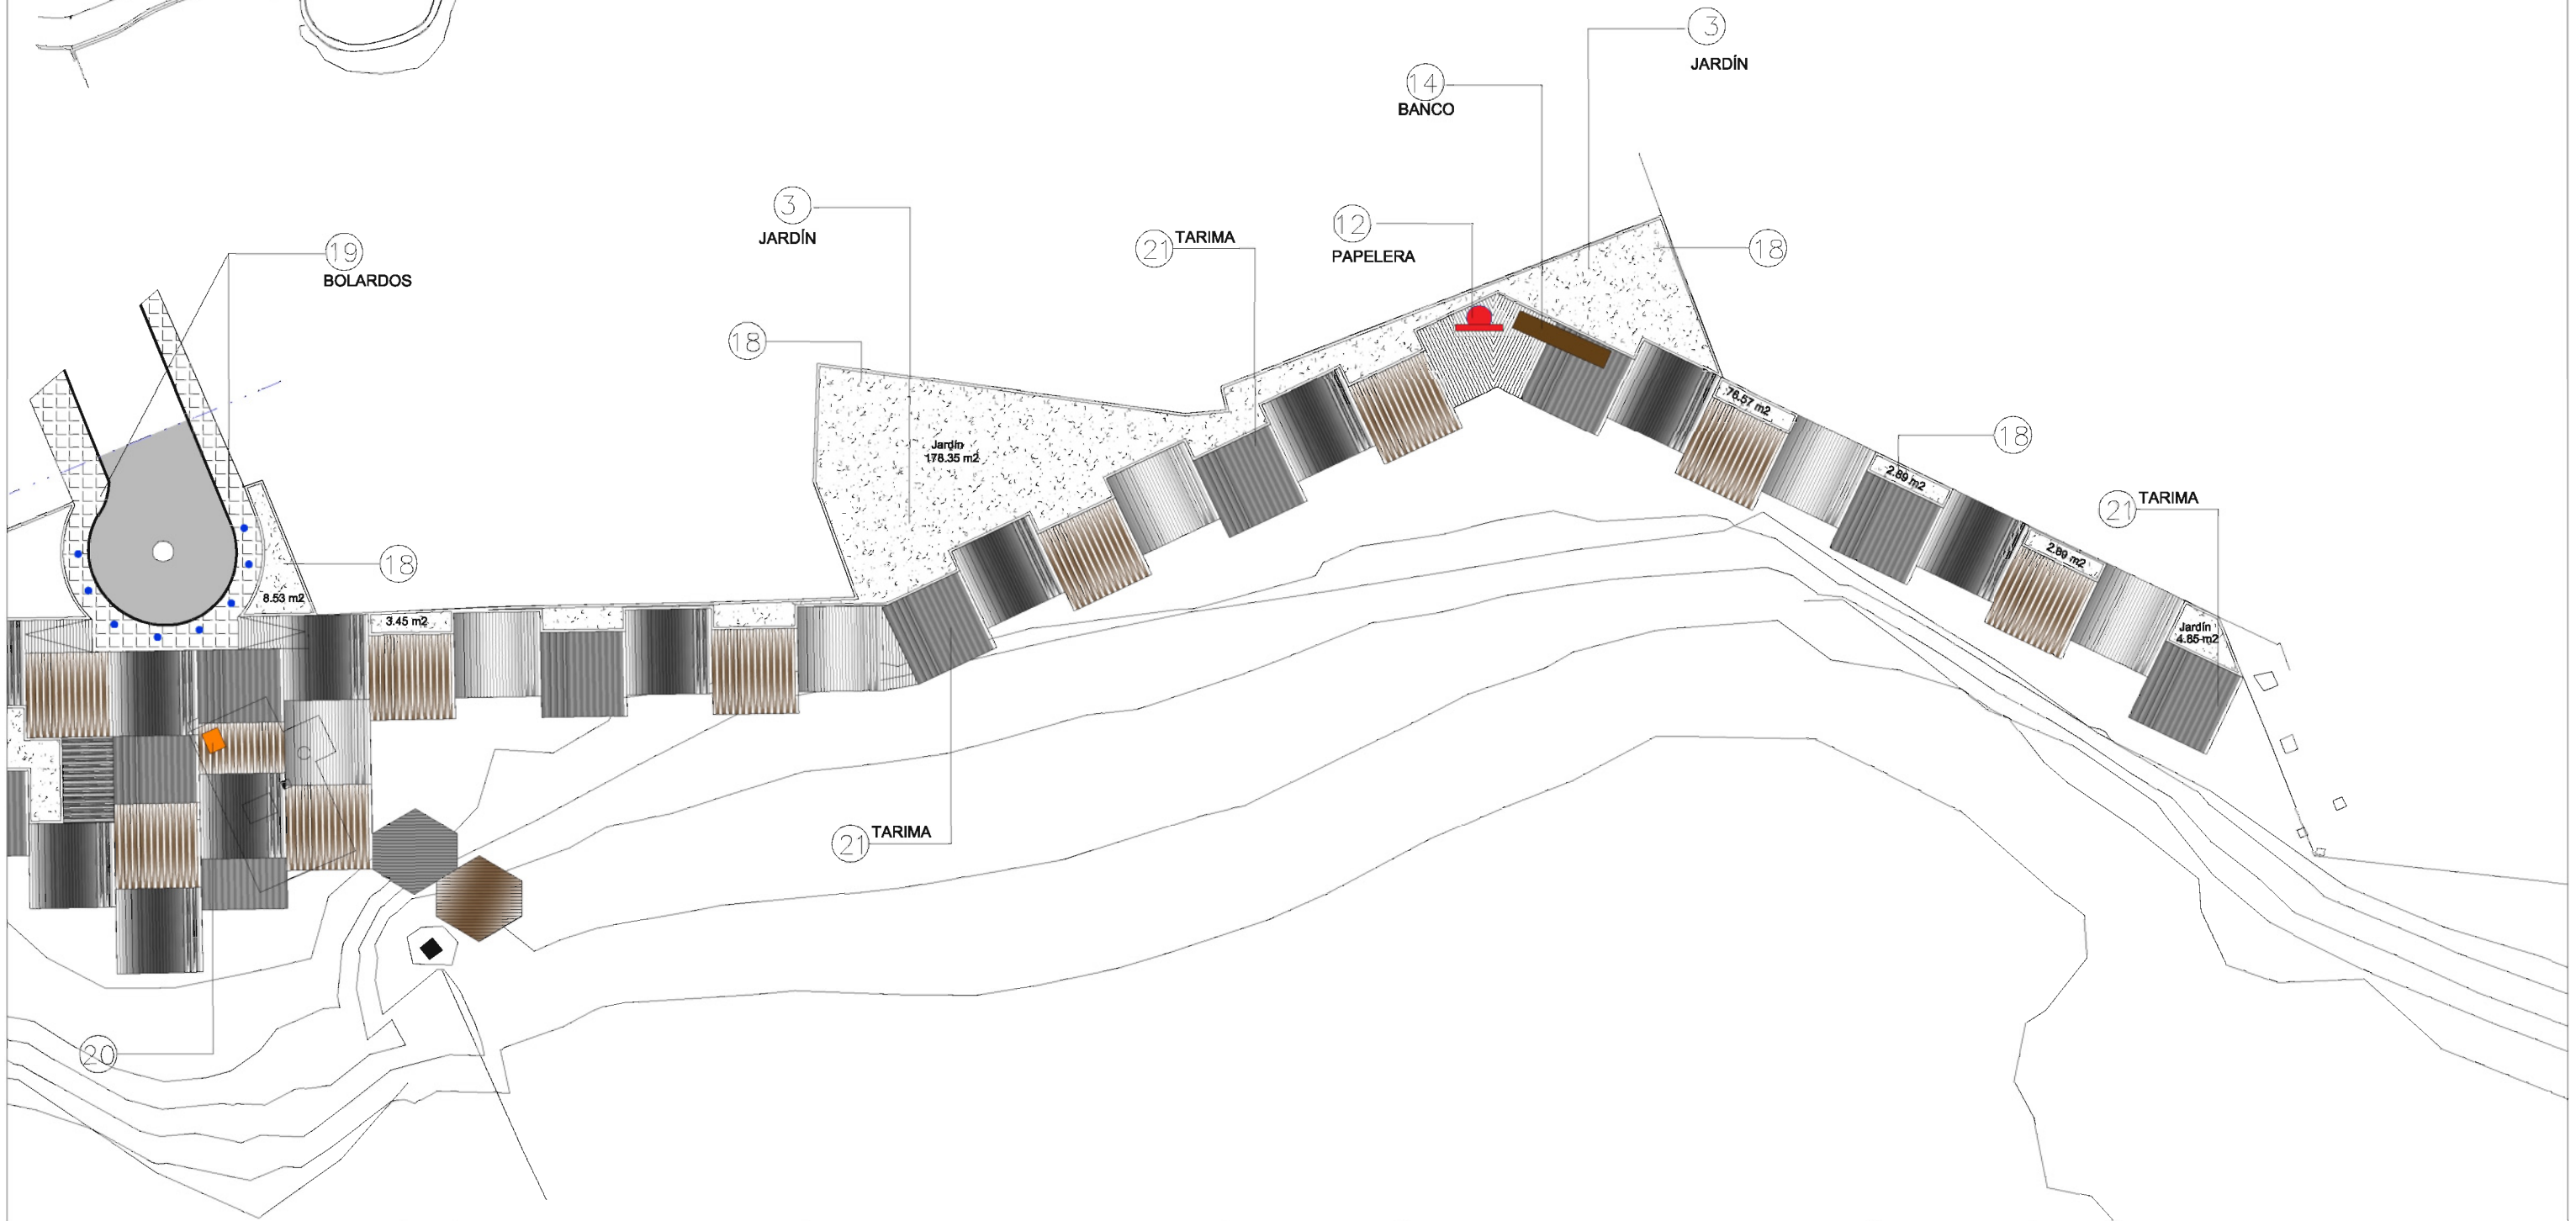 3
JARDÍN
14
BANCO
3
JARDÍN
12
PAPELERA
21 TARIMA
18
19
BOLARDOS
18
76.57 m2
18
Jardín
178.35 m2
2.89 m2
21 TARIMA
18
8.53 m2
2.89 m2
3.45 m2
Jardín
4.85 m2
21 TARIMA
20